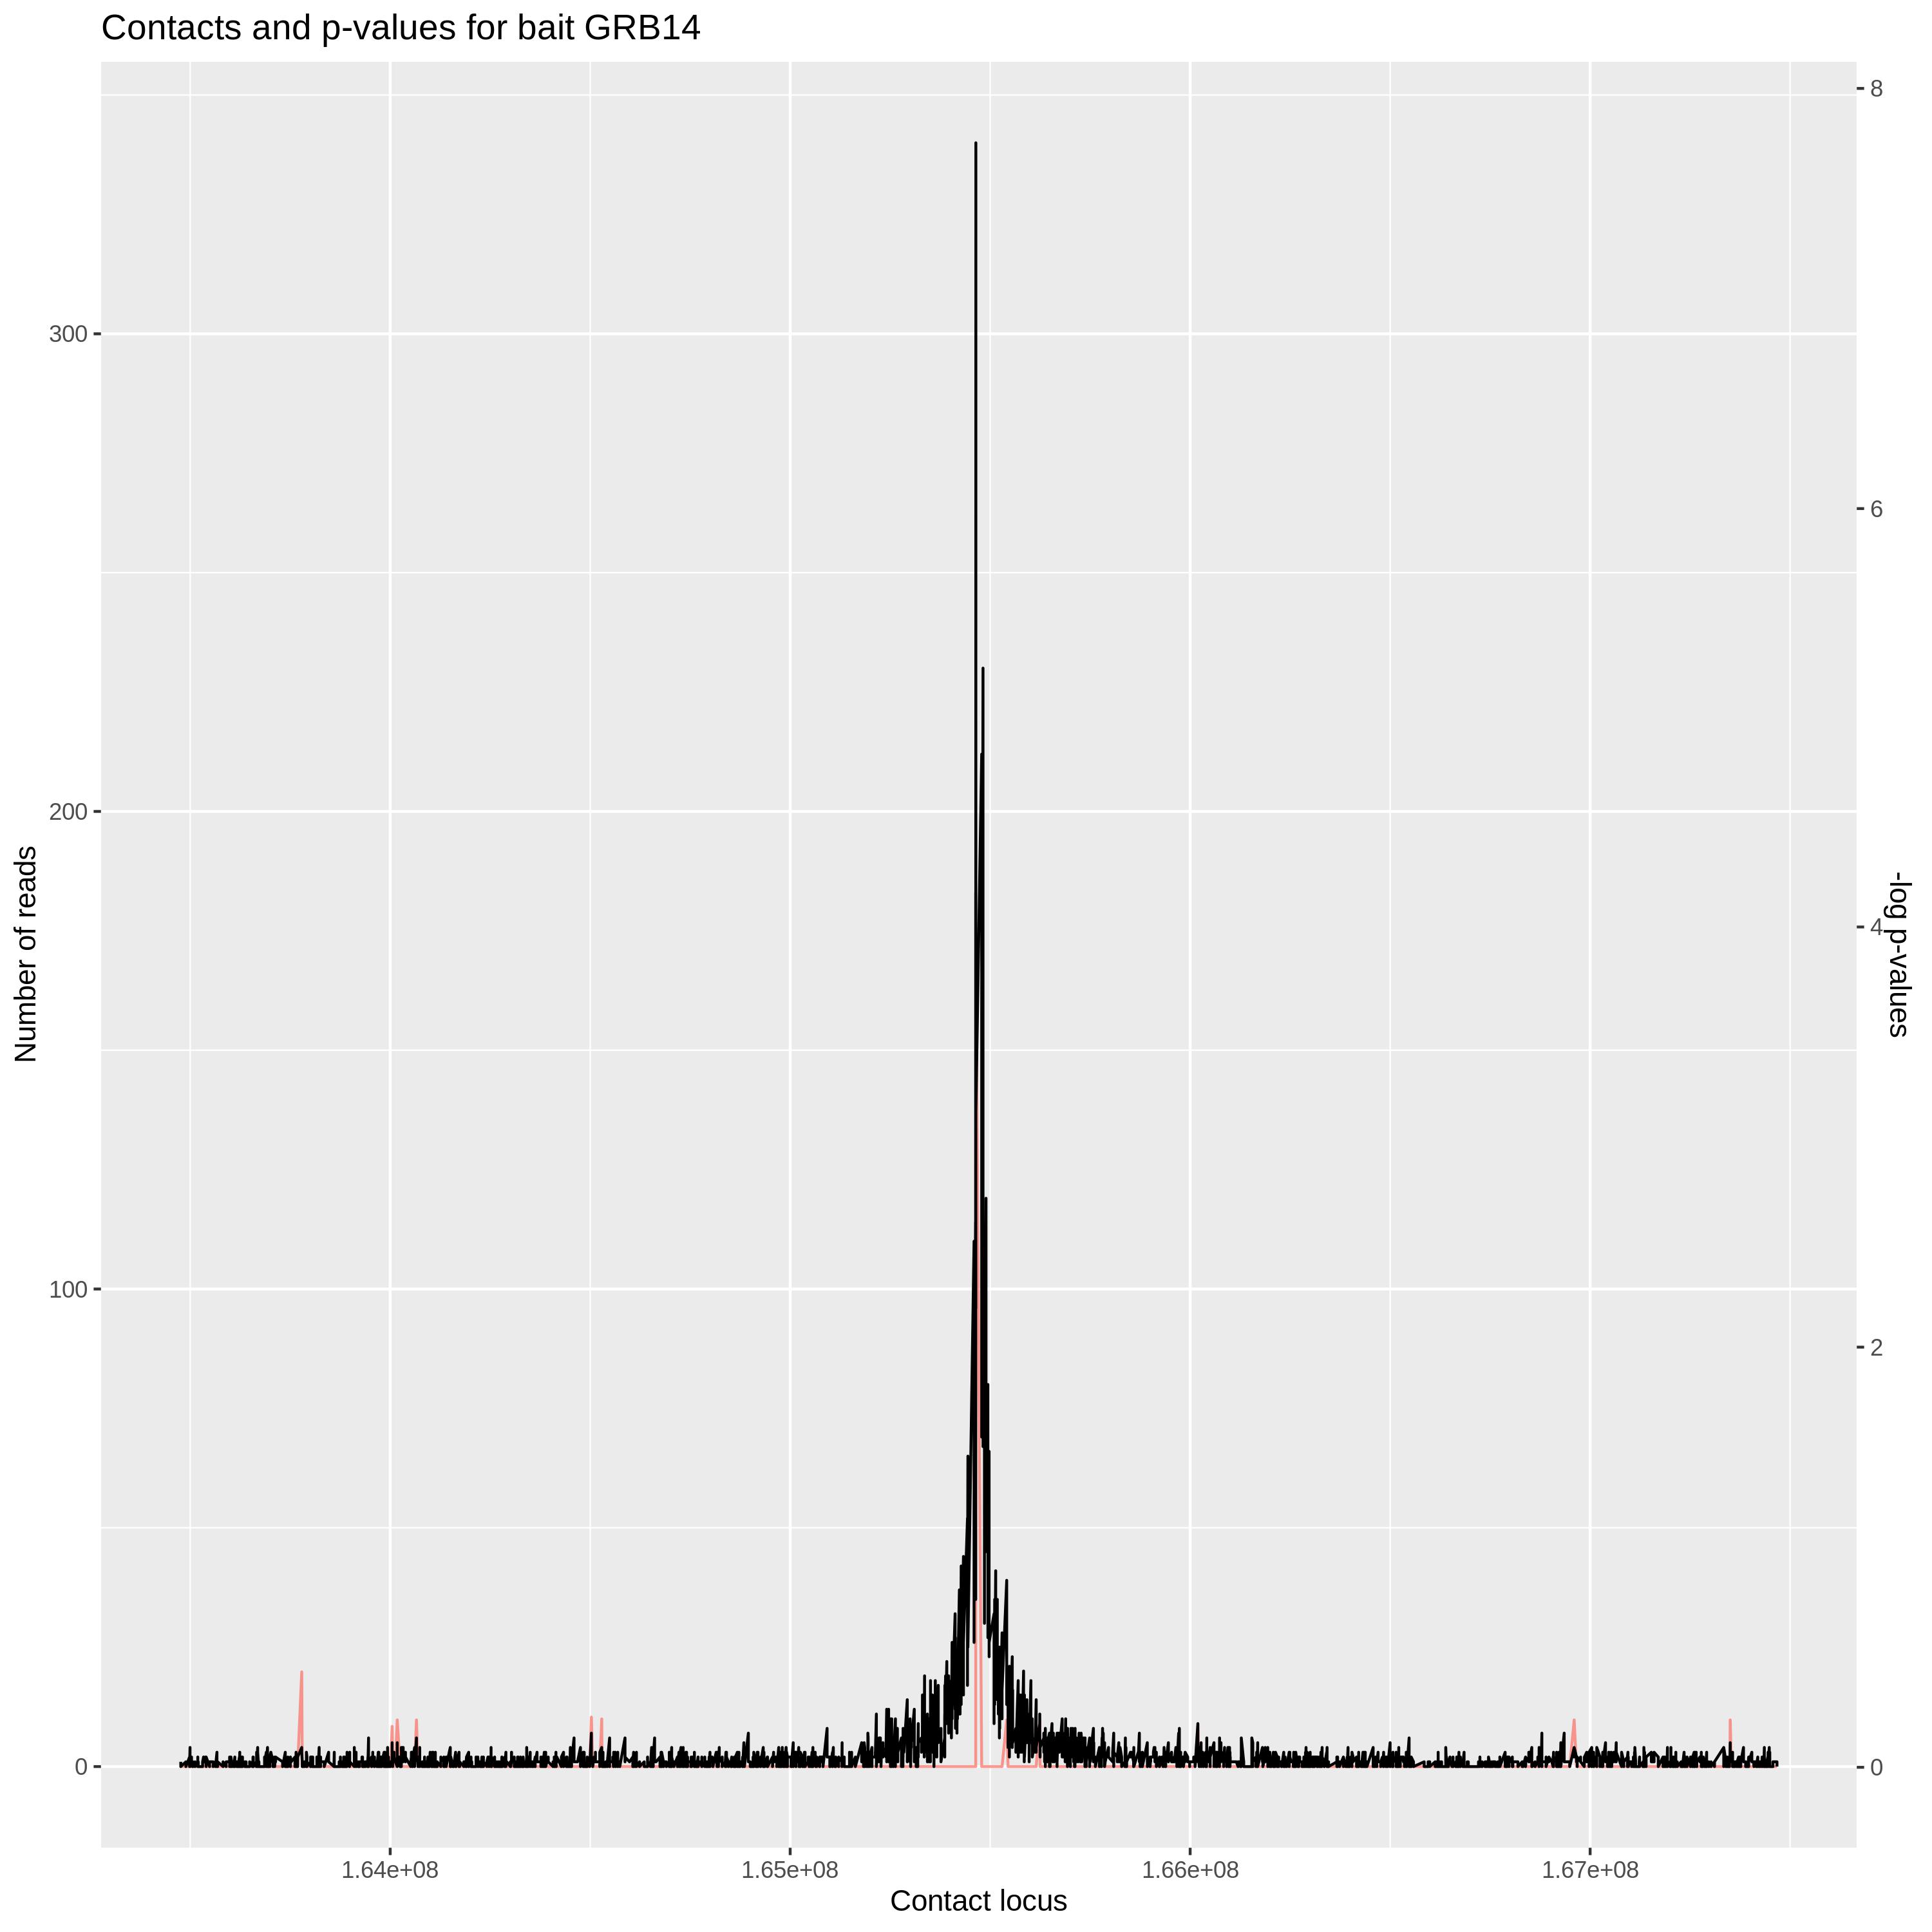 Contacts and p-values for bait GRB14
Number of reads
300
200
100
0
8
6
4
2
0
-log p-values
1.64e+08
1.65e+08
1.66e+08
1.67e+08
Contact locus